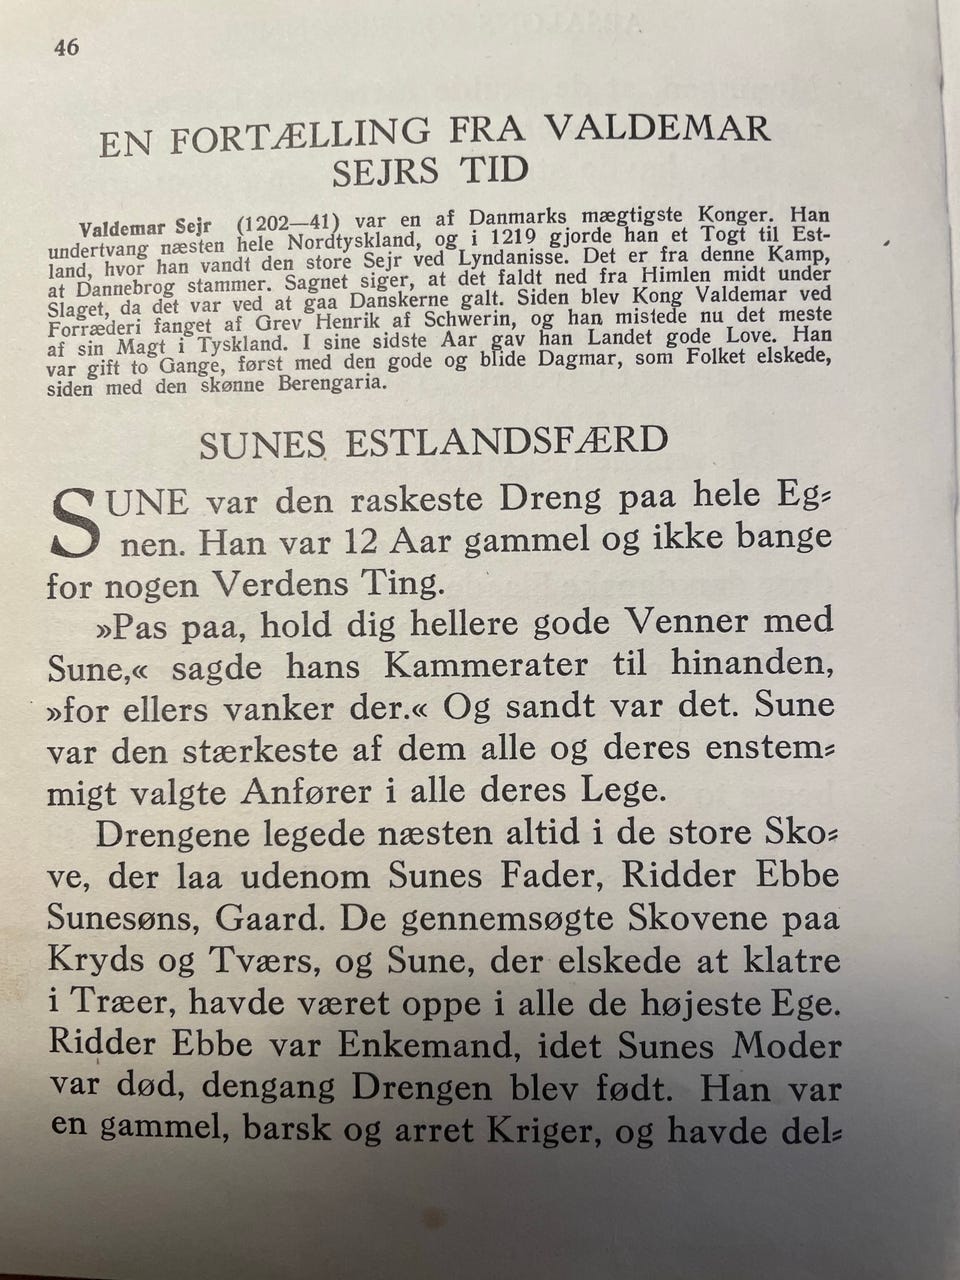 46
EN FORTÆLLING FRA VALDEMAR
SEJRS TID
Valdemar Sejr (1202—41) var en af Danmarks mægtigste Konger. Han
undertvang næsten hele Nordtyskland, og i 1219 gjorde han et Togt til Est-
land, hvor han vandt den store Sejr ved Lyndanisse. Det er fra denne Kamp,
at Dannebrog stammer. Sagnet siger, at det faldt ned fra Himlen midt under
Slaget, da det var ved at gaa Danskerne galt. Siden blev Kong Valdemar ved
Forræderi fanget af Grev Henrik af Schwerin, og han mistede nu det meste
af sin Magt i Tyskland. I sine sidste Aar gav han Landet gode Love. Han
var gift to Gange, først med den gode og blide Dagmar, som Folket elskede,
siden med den skønne Berengaria.
SUNES ESTLANDSFÆRD
SUNE var den raskeste Dreng paa hele Eg-
nen. Han var 12 Aar gammel og ikke bange
for nogen Verdens Ting.
»Pas paa, hold dig hellere gode Venner med
Sune,« sagde hans Kammerater til hinanden,
»for ellers vanker der.« Og sandt var det. Sune
var den stærkeste af dem alle og deres enstem-
migt valgte Anfører i alle deres Lege.
Drengene legede næsten altid i de store Sko-
ve, der laa udenom Sunes Fader, Ridder Ebbe
Sunesøns, Gaard. De gennemsøgte Skovene paa
Kryds og Tværs, og Sune, der elskede at klatre
i Træer, havde været oppe i alle de højeste Ege.
Ridder Ebbe var Enkemand, idet Sunes Moder
var død, dengang Drengen blev født. Han var
en gammel, barsk og arret Kriger, og havde del-